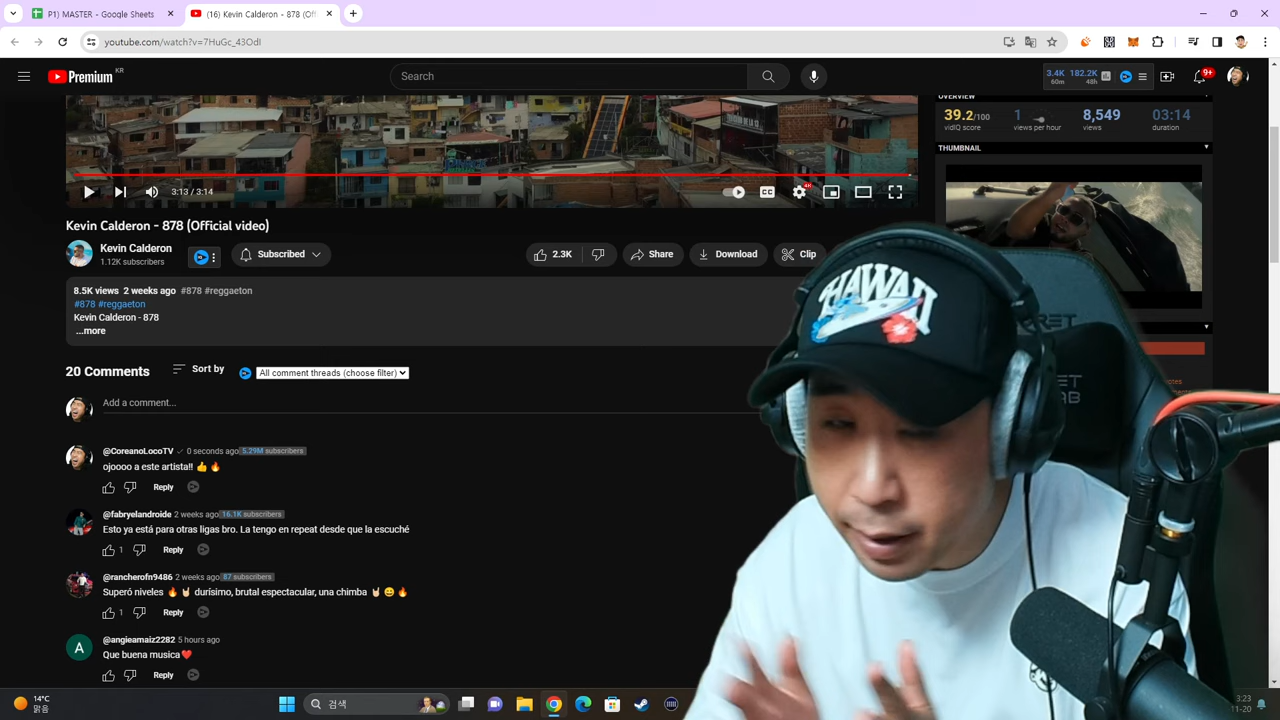 P1) MASTER - Google Sheets
(16) Kevin Calderon - 878 (Ofi
youtube.com/watch?v=7HuGc_43OdI
Premium KR
Search
3.4K 182.2K
60m 48h
9+
OVERVIEW
39.2/100 1 8,549 03:14
vidIQ score views per hour views duration
THUMBNAIL
3:13 / 3:14
CC
4K
Kevin Calderon - 878 (Official video)
Kevin Calderon
1.12K subscribers
Subscribed
2.3K
Share
Download
Clip
8.5K views 2 weeks ago #878 #reggaeton
#878 #reggaeton
Kevin Calderon - 878
...more
20 Comments
Sort by
All comment threads (choose filter)
Add a comment...
@CoreanoLocoTV 0 seconds ago 5.29M subscribers
ojoooo a este artista!! 👍🔥
Reply
@fabryelandroide 2 weeks ago 16.1K subscribers
Esto ya está para otras ligas bro. La tengo en repeat desde que la escuché
1 Reply
@rancherofn9486 2 weeks ago 87 subscribers
Superó niveles 🔥🤘 durísimo, brutal espectacular, una chimba 🤘😄🔥
1 Reply
A
@angieamaiz2282 5 hours ago
Que buena musica❤️
Reply
HAWAII
14°C
맑음
검색
3:23
11-20